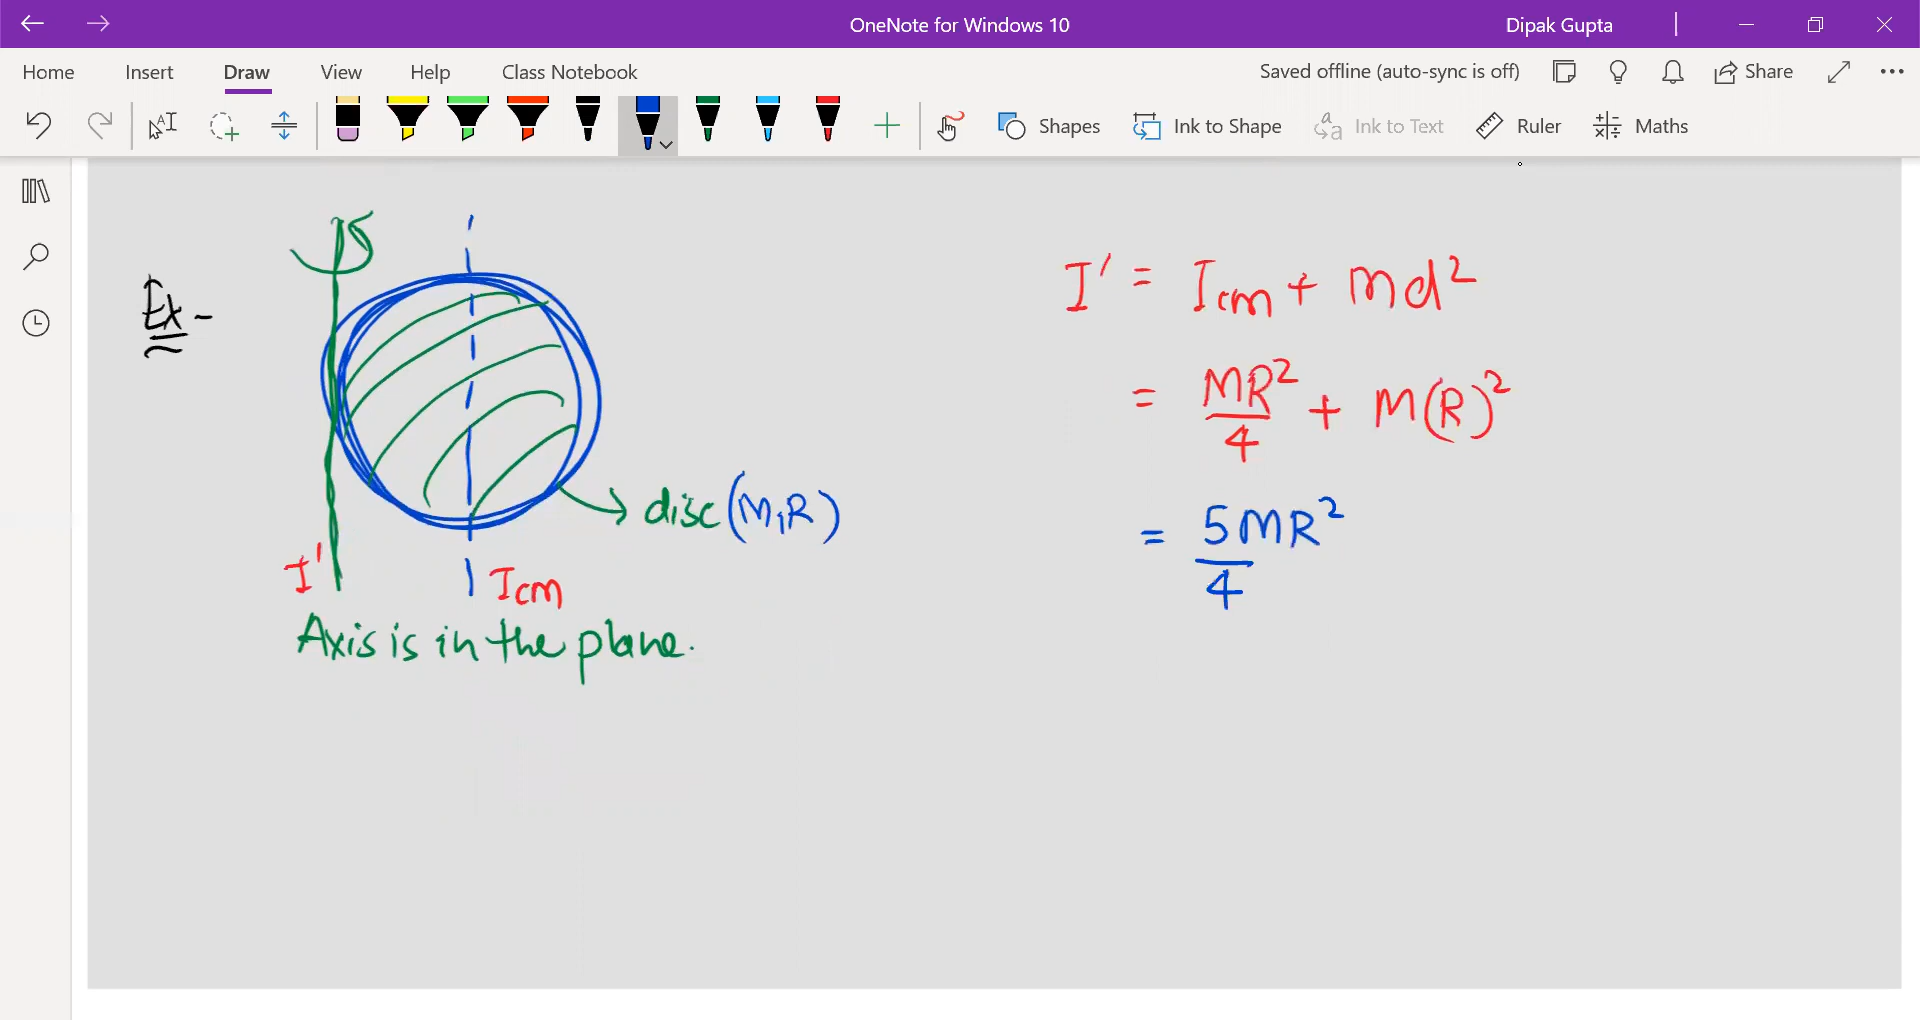 OneNote for Windows 10
Dipak Gupta
Home Insert Draw View Help Class Notebook
Saved offline (auto-sync is off) Share
Shapes Ink to Shape Ink to Text Ruler Maths
Ex -
disc (M, R)
I' Icm
Axis is in the plane.
I' = Icm + Md²
= MR²/4 + M(R)²
= 5MR²/4